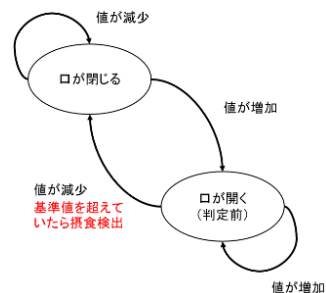 値が減少
口が閉じる
値が増加
値が減少
基準値を超えて
いたら摂食検出
口が開く
(判定前)
値が増加